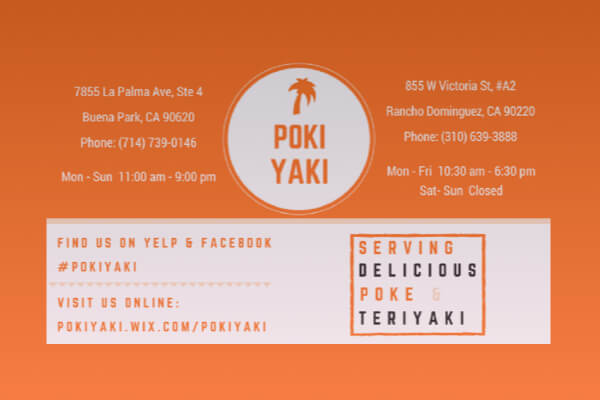 7855 La Palma Ave, Ste 4
Buena Park, CA 90620
Phone: (714) 739-0146
Mon - Sun 11:00 am - 9:00 pm
POKI
YAKI
855 W Victoria St, #A2
Rancho Dominguez, CA 90220
Phone: (310) 639-3888
Mon - Fri 10:30 am - 6:30 pm
Sat- Sun Closed
FIND US ON YELP & FACEBOOK
#POKIYAKI
VISIT US ONLINE:
POKIYAKI.WIX.COM/POKIYAKI
SERVING
DELICIOUS
POKE &
TERIYAKI